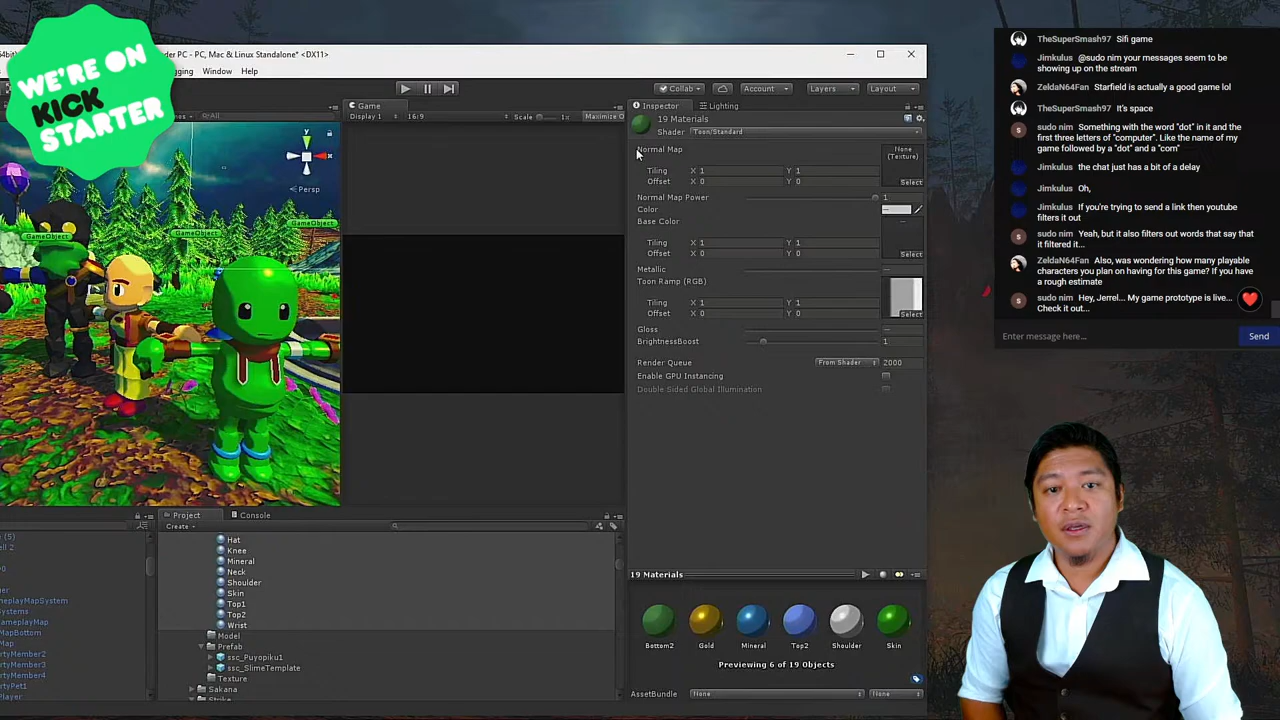 WE'RE ON
KICK
STARTER
der PC - PC, Mac & Linux Standalone* <DX11>
Window
Help
Collab
Account
Layers
Layout
Game
Display 1
16:9
Scale
1x
Maximize O
All
y
x
Persp
GameObject
GameObject
GameObject
Inspector
Lighting
19 Materials
Shader
Toon/Standard
Normal Map
None
(Texture)
Tiling X 1 Y 1
Offset X 0 Y 0
Select
Normal Map Power
1
Color
Base Color
Tiling X 1 Y 1
Offset X 0 Y 0
Select
Metallic
Toon Ramp (RGB)
Tiling X 1 Y 1
Offset X 0 Y 0
Select
Gloss
BrightnessBoost
1
Render Queue
From Shader
2000
Enable GPU Instancing
Double Sided Global Illumination
19 Materials
Bottom2
Gold
Mineral
Top2
Shoulder
Skin
Previewing 6 of 19 Objects
AssetBundle
None
None
Project
Console
Create
Hat
Knee
Mineral
Neck
Shoulder
Skin
Top1
Top2
Wrist
Model
Prefab
ssc_Puyopiku1
ssc_SlimeTemplate
Texture
Sakana
TheSuperSmash97 Sifi game
Jimkulus @sudo nim your messages seem to
be showing up on the stream
ZeldaN64Fan Starfield is actually a good game lol
TheSuperSmash97 It's space
sudo nim Something with the word "dot" in it and the
first three letters of "computer". Like the name of my
game followed by a "dot" and a "com"
Jimkulus the chat just has a bit of a delay
Jimkulus Oh,
Jimkulus If you're trying to send a link then youtube
filters it out
sudo nim Yeah, but it also filters out words that say that
it filtered it...
ZeldaN64Fan Also, was wondering how many playable
characters you plan on having for this game? If you have
a rough estimate
sudo nim Hey, Jerrel... My game prototype is live...
Check it out...
Enter message here...
Send